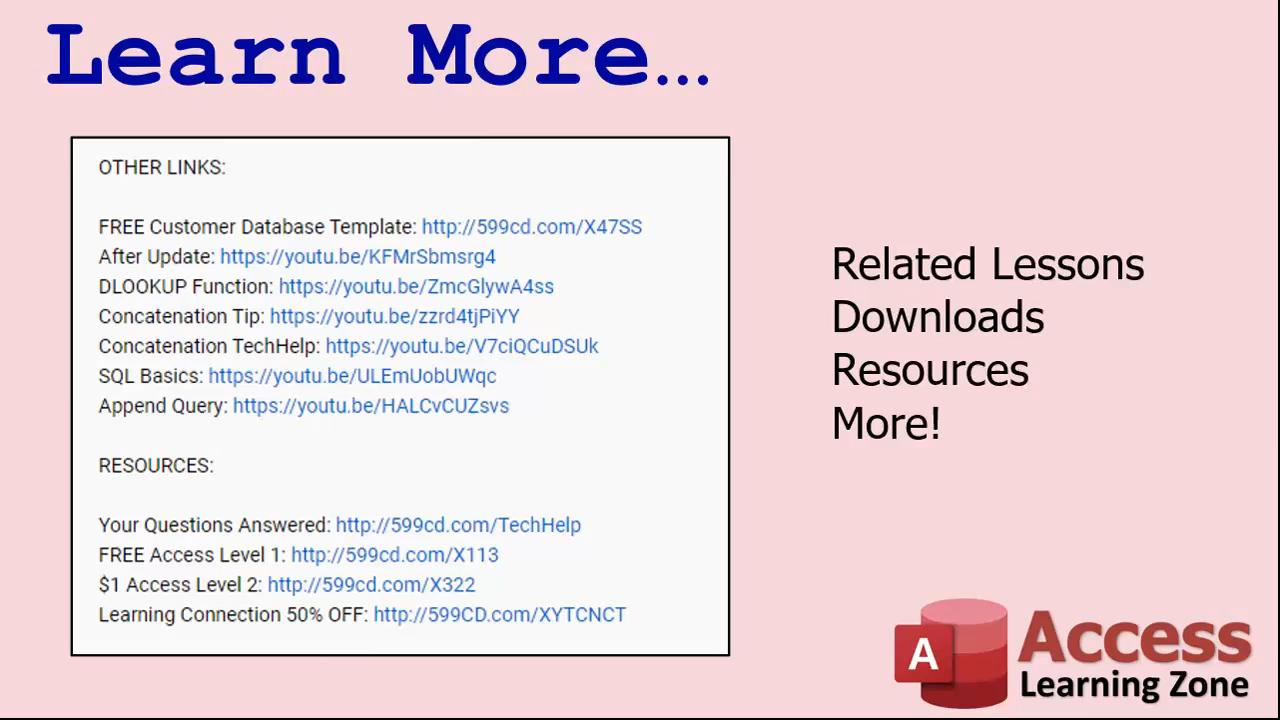 Learn More...
OTHER LINKS:
FREE Customer Database Template: http://599cd.com/X47SS
After Update: https://youtu.be/KFMrSbmsrg4
DLOOKUP Function: https://youtu.be/ZmcGlywA4ss
Concatenation Tip: https://youtu.be/zzrd4tjPiYY
Concatenation TechHelp: https://youtu.be/V7ciQCuDSUk
SQL Basics: https://youtu.be/ULEmUobUWqc
Append Query: https://youtu.be/HALCvCUZsvs
RESOURCES:
Your Questions Answered: http://599cd.com/TechHelp
FREE Access Level 1: http://599cd.com/X113
$1 Access Level 2: http://599cd.com/X322
Learning Connection 50% OFF: http://599CD.com/XYTCNCT
Related Lessons
Downloads
Resources
More!
A
Access
Learning Zone